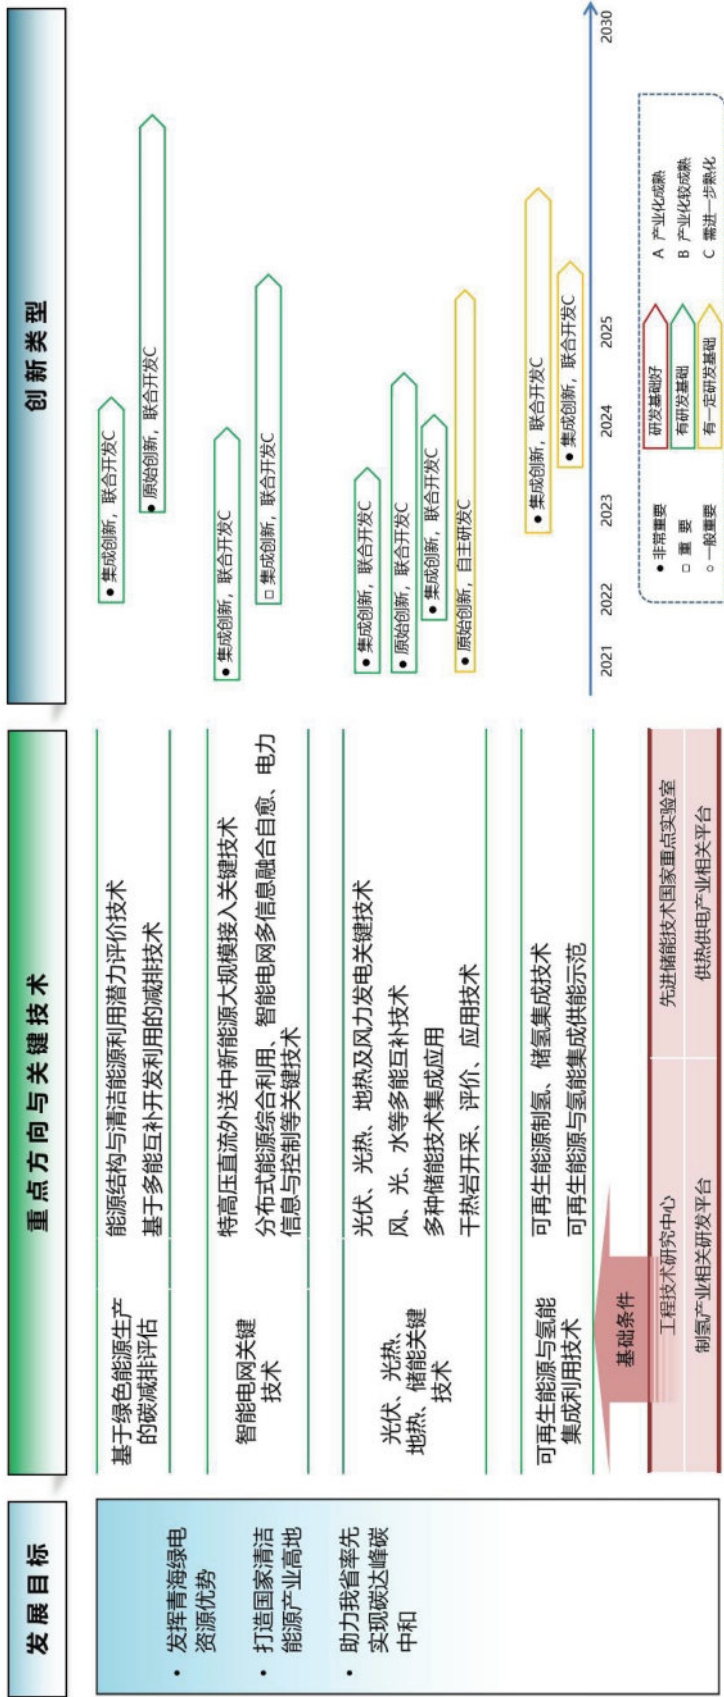 发展目标
重点方向与关键技术
创新类型
• 发挥青海绿电
资源优势
• 打造国家清洁
能源产业高地
• 助力我省率先
实现碳达峰碳
中和
基于绿色能源生产
的碳减排评估
能源结构与清洁能源利用潜力评价技术
基于多能互补开发利用的减排技术
● 集成创新，联合开发C
● 原始创新，联合开发C
智能电网关键
技术
特高压直流外送中新能源大规模接入关键技术
分布式能源综合利用、智能电网多信息融合自愈、电力
信息与控制等关键技术
● 集成创新，联合开发C
□ 集成创新，联合开发C
光伏、光热、
地热、储能关键
技术
光伏、光热、地热及风力发电关键技术
风、光、水等多能互补技术
多种储能技术集成应用
干热岩开采、评价、应用技术
● 集成创新，联合开发C
● 原始创新，联合开发C
● 集成创新，联合开发C
● 原始创新，自主研发C
可再生能源与氢能
集成利用技术
可再生能源制氢、储氢集成技术
可再生能源与氢能集成供能示范
● 集成创新，联合开发C
● 集成创新，联合开发C
2021 2022 2023 2024 2025 2030
基础条件
工程技术研究中心
先进储能技术国家重点实验室
制氢产业相关研发平台
供热供电产业相关平台
● 非常重要
□ 重 要
○ 一般重要
研发基础好
有研发基础
有一定研发基础
A 产业化成熟
B 产业化较成熟
C 需进一步熟化